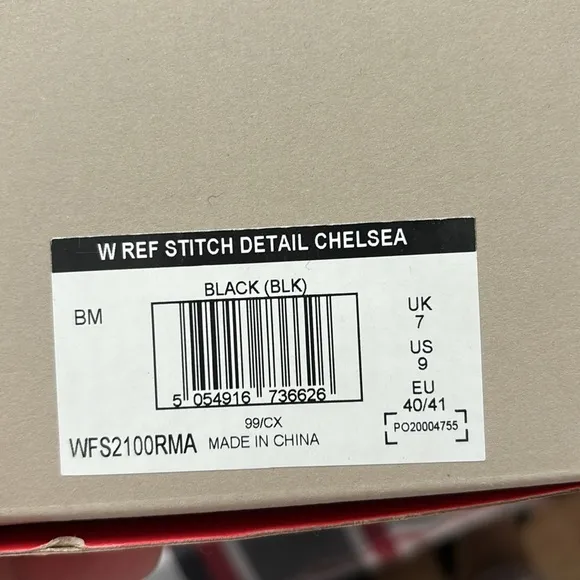 W REF STITCH DETAIL CHELSEA
BLACK (BLK)
BM
UK
7
US
9
EU
40/41
5 054916 736626
99/CX
PO20004755
WFS2100RMA MADE IN CHINA